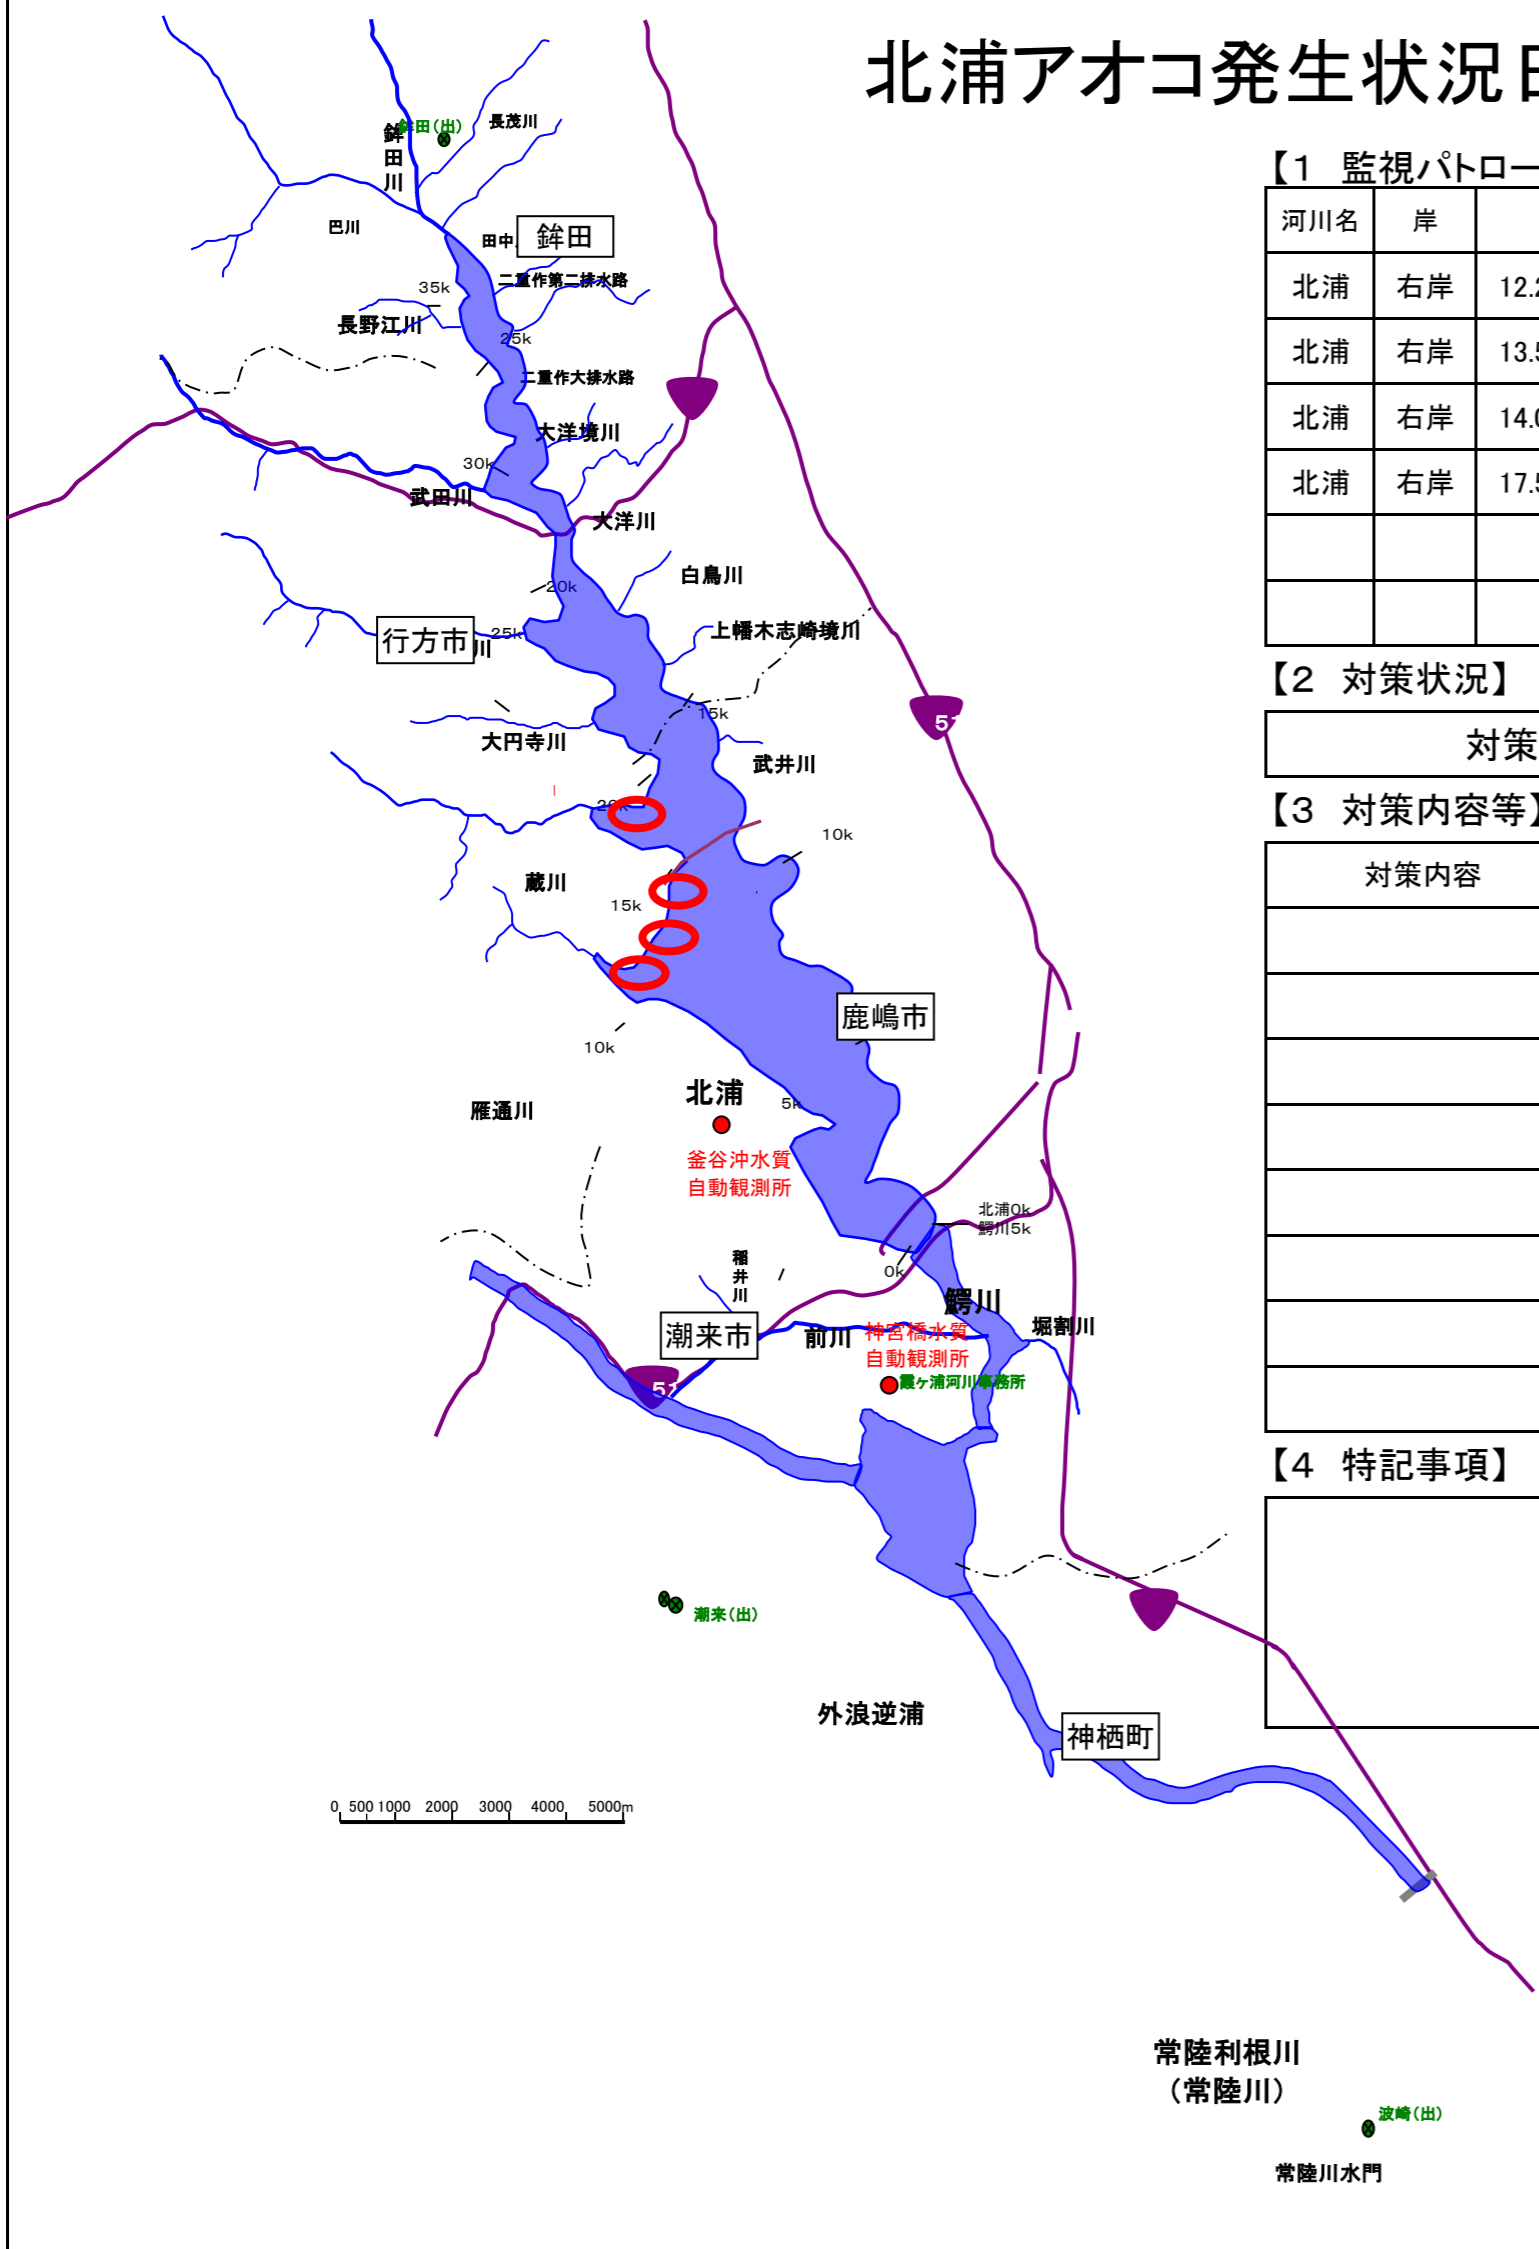 北浦アオコ発生状況日
【1 監視パトロー
河川名 岸
北浦 右岸 12.2
北浦 右岸 13.5
北浦 右岸 14.0
北浦 右岸 17.5
【2 対策状況】
対策
【3 対策内容等】
対策内容
【4 特記事項】
鉾田(出)
長茂川
鉾田川
巴川
田中
鉾田
二重作第二排水路
35k
長野江川
25k
二重作大排水路
大洋境川
30k
武田川
大洋川
白鳥川
20k
上幡木志崎境川
行方市
川
25k
15k
51
大円寺川
武井川
20k
10k
蔵川
15k
鹿嶋市
10k
北浦
5k
雁通川
釜谷沖水質
自動観測所
北浦0k
鰐川5k
稲井川
0k
鰐川
潮来市
前川
神宮橋水質
自動観測所
堀割川
51
霞ヶ浦河川事務所
潮来(出)
外浪逆浦
神栖町
0 500 1000 2000 3000 4000 5000m
常陸利根川
(常陸川)
波崎(出)
常陸川水門